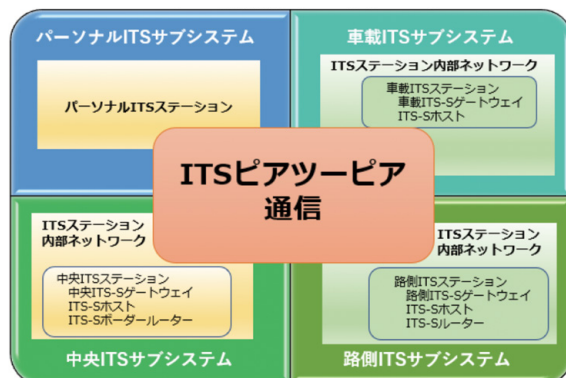 パーソナルITSサブシステム
パーソナルITSステーション
車載ITSサブシステム
ITSステーション内部ネットワーク
車載ITSステーション
車載ITS-Sゲートウェイ
ITS-Sホスト
ITSピアツーピア
通信
ITSステーション
内部ネットワーク
中央ITSステーション
中央ITS-Sゲートウェイ
ITS-Sホスト
ITS-Sボーダールーター
中央ITSサブシステム
ITSステーション
内部ネットワーク
路側ITSステーション
路側ITS-Sゲートウェイ
ITS-Sホスト
ITS-Sルーター
路側ITSサブシステム